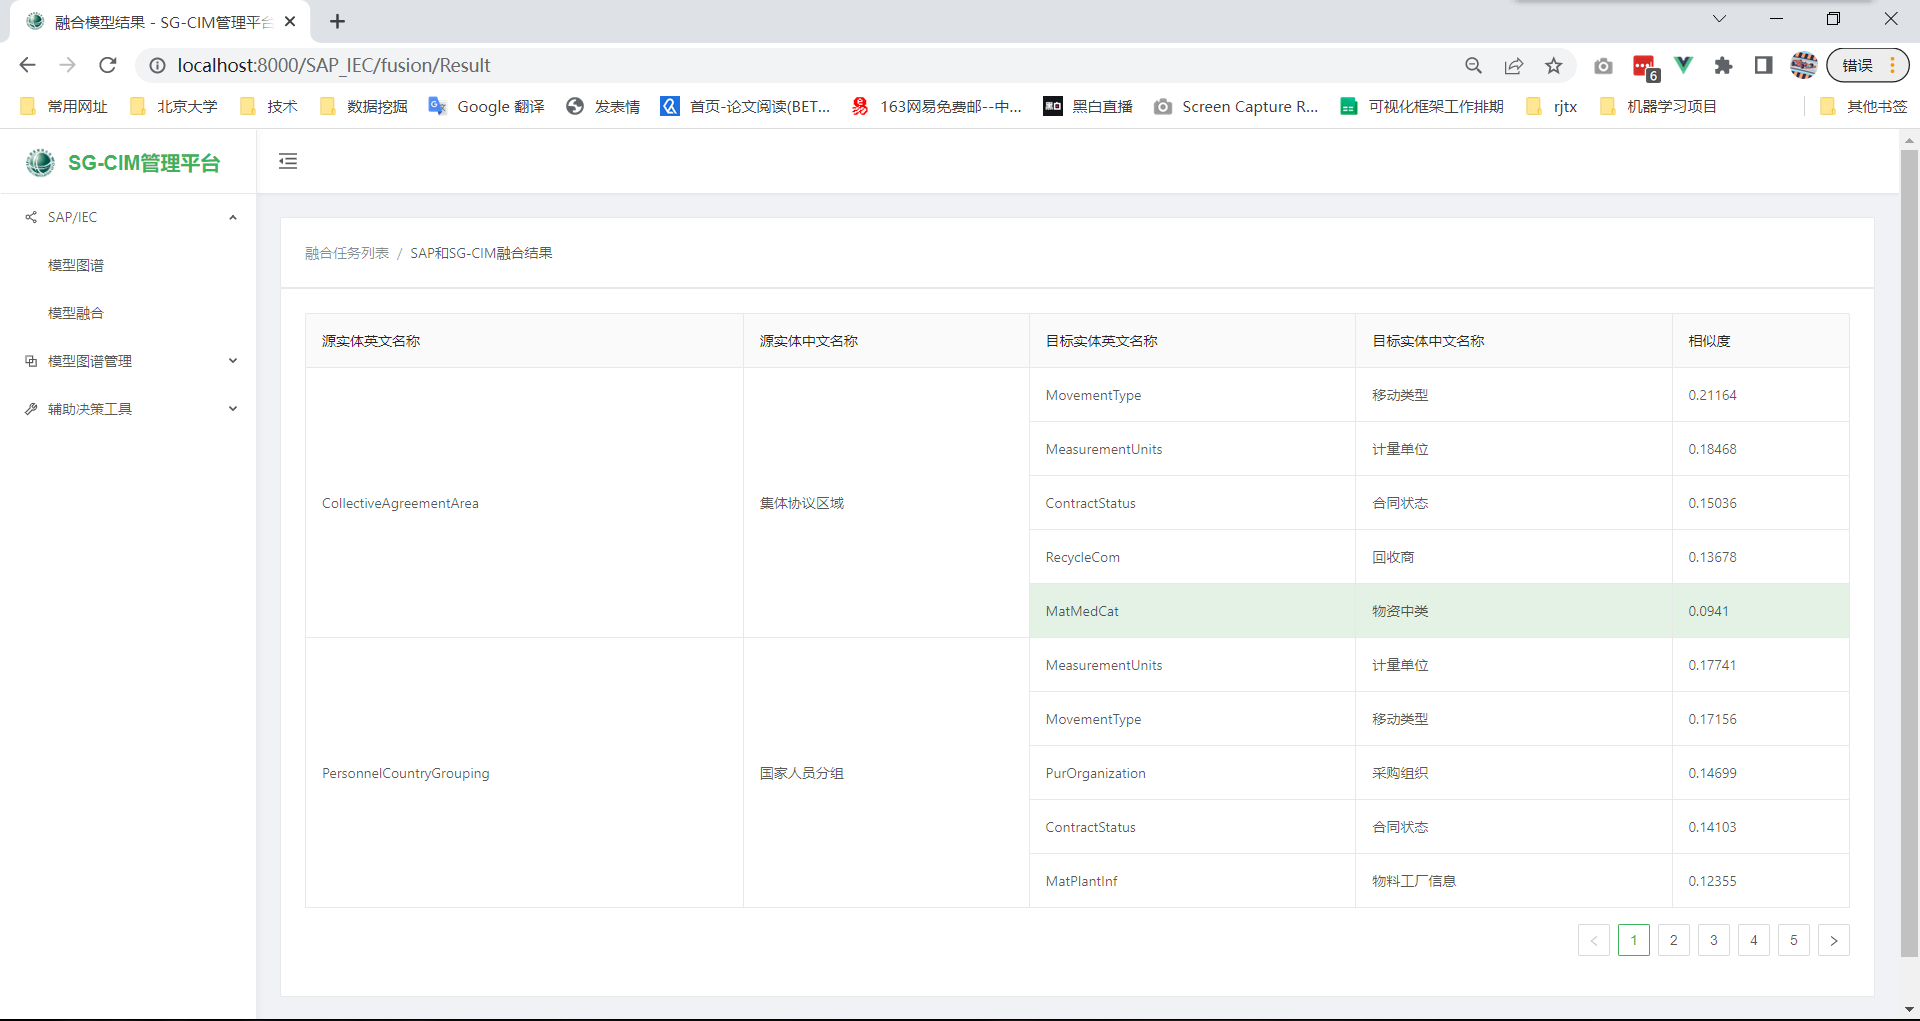 融合模型结果 - SG-CIM管理平台
localhost:8000/SAP_IEC/fusion/Result
6
错误
常用网址
北京大学
技术
数据挖掘
Google 翻译
发表情
首页-论文阅读(BET...
163网易免费邮--中...
黑白直播
Screen Capture R...
可视化框架工作排期
rjtx
机器学习项目
其他书签
SG-CIM管理平台
SAP/IEC
模型图谱
模型融合
模型图谱管理
辅助决策工具
融合任务列表 / SAP和SG-CIM融合结果
源实体英文名称 源实体中文名称 目标实体英文名称 目标实体中文名称 相似度
CollectiveAgreementArea 集体协议区域
MovementType 移动类型 0.21164
MeasurementUnits 计量单位 0.18468
ContractStatus 合同状态 0.15036
RecycleCom 回收商 0.13678
MatMedCat 物资中类 0.0941
PersonnelCountryGrouping 国家人员分组
MeasurementUnits 计量单位 0.17741
MovementType 移动类型 0.17156
PurOrganization 采购组织 0.14699
ContractStatus 合同状态 0.14103
MatPlantInf 物料工厂信息 0.12355
< 1 2 3 4 5 >